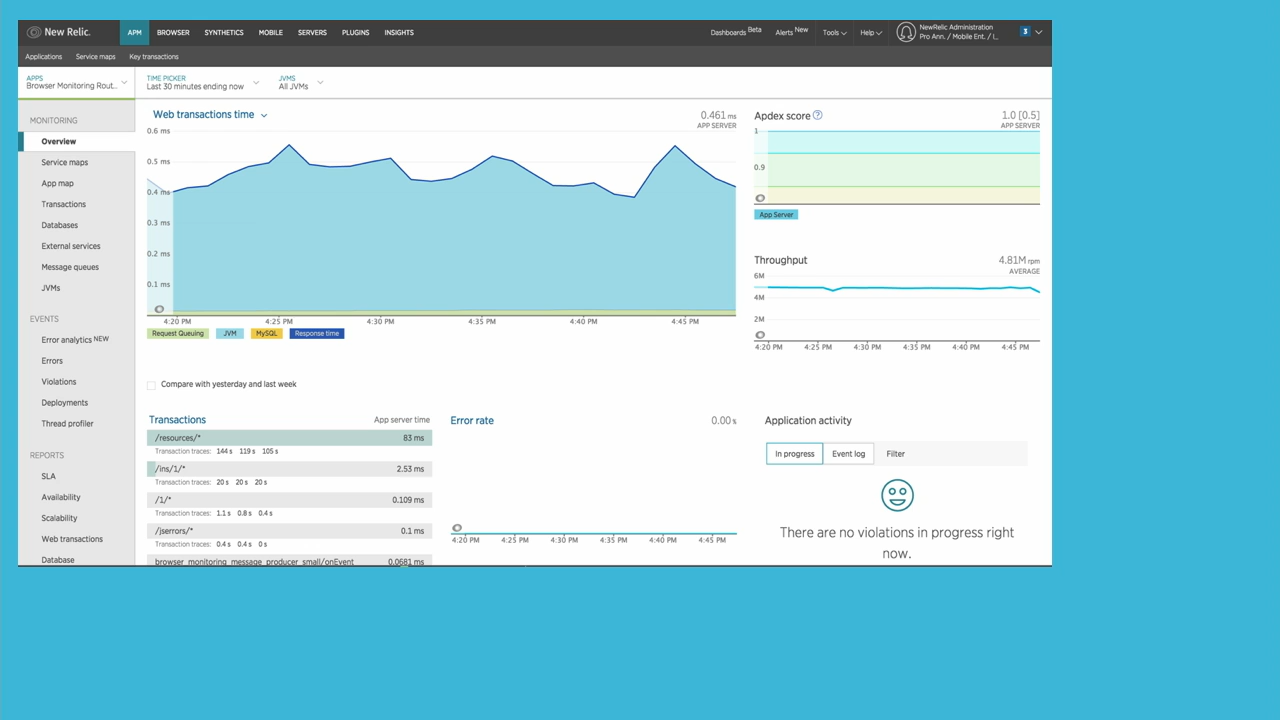 New Relic.
APM BROWSER SYNTHETICS MOBILE SERVERS PLUGINS INSIGHTS
Dashboards Beta Alerts New Tools Help
NewRelic Administration
Pro Ann. / Mobile Ent. / I...
3
Applications Service maps Key transactions
APPS
Browser Monitoring Rout...
TIME PICKER
Last 30 minutes ending now
JVMS
All JVMs
MONITORING
Overview
Service maps
App map
Transactions
Databases
External services
Message queues
JVMs
EVENTS
Error analytics NEW
Errors
Violations
Deployments
Thread profiler
REPORTS
SLA
Availability
Scalability
Web transactions
Database
Web transactions time
0.461 ms
APP SERVER
0.6 ms
0.5 ms
0.4 ms
0.3 ms
0.2 ms
0.1 ms
4:20 PM 4:25 PM 4:30 PM 4:35 PM 4:40 PM 4:45 PM
Request Queuing JVM MySQL Response time
Compare with yesterday and last week
Apdex score ?
1.0 [0.5]
APP SERVER
1
0.9
App Server
Throughput
4.81M rpm
AVERAGE
6M
4M
2M
4:20 PM 4:25 PM 4:30 PM 4:35 PM 4:40 PM 4:45 PM
Transactions App server time
/resources/* 83 ms
Transaction traces: 144 s 119 s 105 s
/ins/1/* 2.53 ms
Transaction traces: 20 s 20 s 20 s
/1/* 0.109 ms
Transaction traces: 1.1 s 0.8 s 0.4 s
/jserrors/* 0.1 ms
Transaction traces: 0.4 s 0.4 s 0 s
browser_monitoring_message_producer_small/onEvent 0.0681 ms
Error rate 0.00 %
4:20 PM 4:25 PM 4:30 PM 4:35 PM 4:40 PM 4:45 PM
Application activity
In progress Event log Filter
There are no violations in progress right
now.